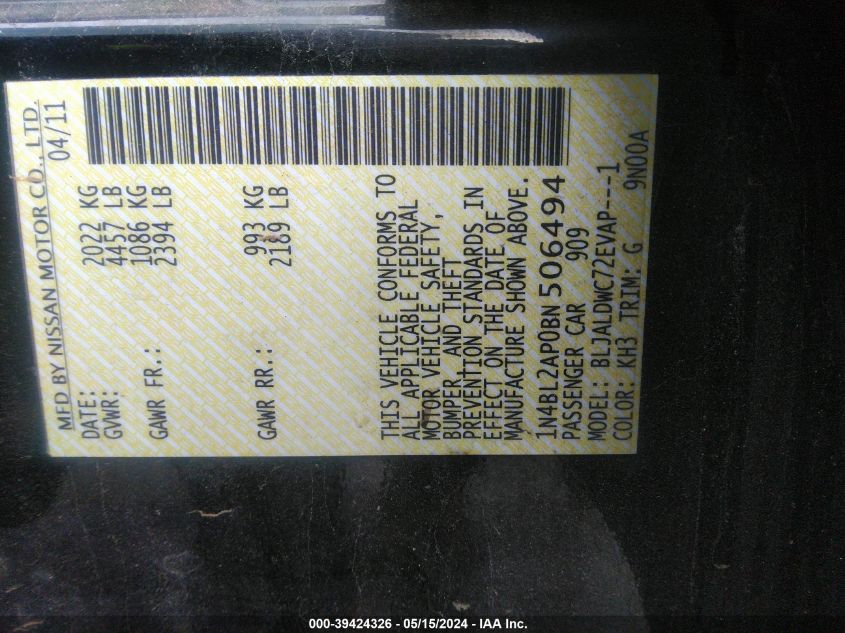 MFD BY NISSAN MOTOR CO., LTD.
DATE: 04/11
GVWR: 2022 KG
4457 LB
GAWR FR.: 1086 KG
2394 LB
GAWR RR.: 993 KG
2189 LB
THIS VEHICLE CONFORMS TO
ALL APPLICABLE FEDERAL
MOTOR VEHICLE SAFETY,
BUMPER, AND THEFT
PREVENTION STANDARDS IN
EFFECT ON THE DATE OF
MANUFACTURE SHOWN ABOVE.
1N4BL2AP0BN506494
PASSENGER CAR 909
MODEL: BLJALDWC72EVAP---1
COLOR: KH3 TRIM: G 9N00A
000-39424326 - 05/15/2024 - IAA Inc.